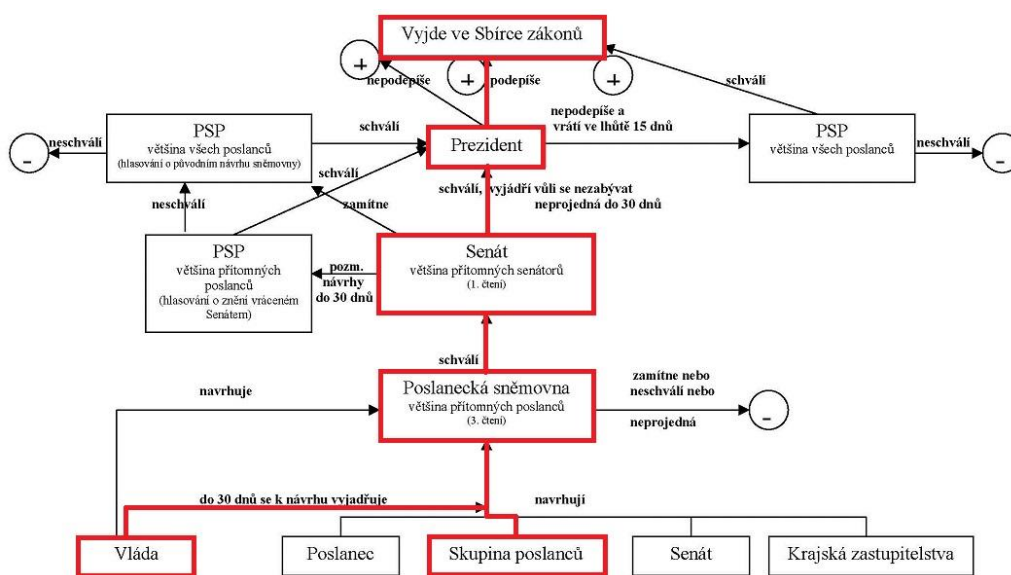 Vyjde ve Sbírce zákonů
+
+
+
nepodepíše
podepíše
schválí
nepodepíše a
vrátí ve lhůtě 15 dnů
neschválí
-
PSP
většina všech poslanců
(hlasování o původním návrhu sněmovny)
schválí
Prezident
PSP
většina všech poslanců
neschválí
-
schválí
schválí, vyjádří vůli se nezabývat
neprojedná do 30 dnů
neschválí
zamítne
PSP
většina přítomných
poslanců
(hlasování o znění vráceném
Senátem)
pozm.
návrhy
do 30 dnů
Senát
většina přítomných senátorů
(1. čtení)
schválí
navrhuje
Poslanecká sněmovna
většina přítomných poslanců
(3. čtení)
zamítne nebo
neschválí nebo
neprojedná
-
do 30 dnů se k návrhu vyjadřuje
navrhují
Vláda
Poslanec
Skupina poslanců
Senát
Krajská zastupitelstva